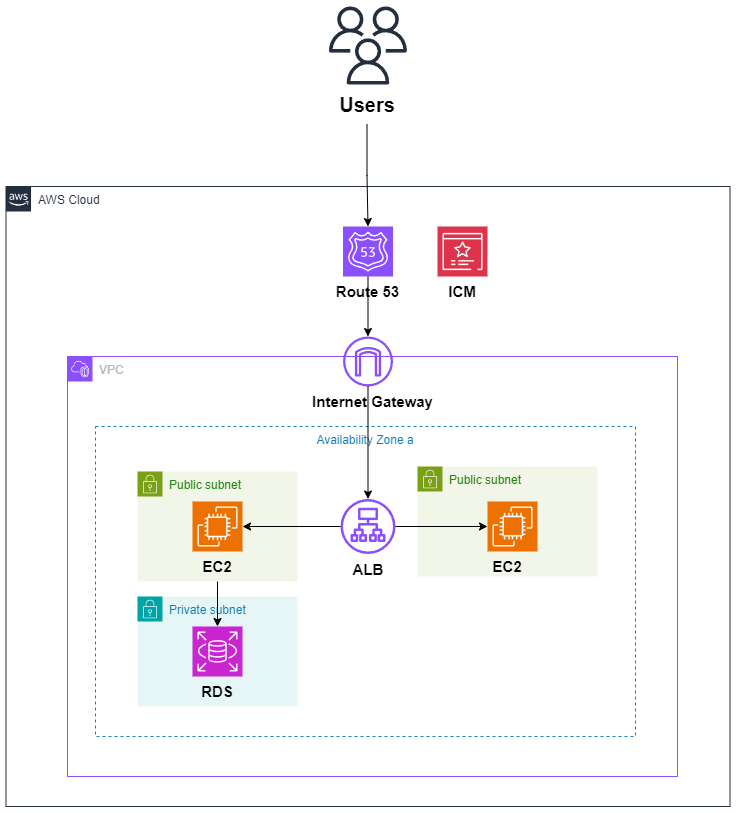 Users
aws
AWS Cloud
53
Route 53
ICM
VPC
Internet Gateway
Availability Zone a
Public subnet
Public subnet
EC2
ALB
EC2
Private subnet
RDS